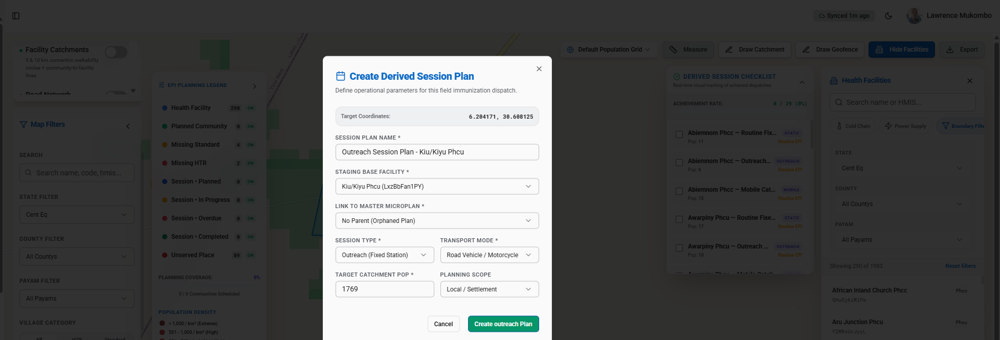 Synced 1m ago
Lawrence Mukombo
Facility Catchments
5 & 10 km concentric walkability
circles + community-to-facility
lines
Road Network
Lakes
Yirol West
Default Population Grid
Measure
Draw Catchment
Draw Geofence
Hide Facilities
Export
Map Filters
SEARCH
Search name, code, hmis...
STATE FILTER
Cent Eq
COUNTY FILTER
All Countys
PAYAM FILTER
All Payams
VILLAGE CATEGORY
All HTR Standard
EPI PLANNING LEGEND
Health Facility 298 ON
Planned Community 0 ON
Missing Standard 4 ON
Missing HTR 2 ON
Session • Planned 0 ON
Session • In Progress 0 ON
Session • Overdue 0 ON
Session • Completed 0 ON
Unserved Place 89 ON
PLANNING COVERAGE: 0%
0 / 6 Communities Scheduled
POPULATION DENSITY
> 1,000 / km² (Extreme)
501 - 1,000 / km² (High)
Create Derived Session Plan
Define operational parameters for this field immunization dispatch.
Target Coordinates: 6.204171, 30.608125
SESSION PLAN NAME *
Outreach Session Plan - Kiu/Kiyu Phcu
STAGING BASE FACILITY *
Kiu/Kiyu Phcu (LxzBbFan1PY)
LINK TO MASTER MICROPLAN *
No Parent (Orphaned Plan)
SESSION TYPE * TRANSPORT MODE *
Outreach (Fixed Station) Road Vehicle / Motorcycle
TARGET CATCHMENT POP * PLANNING SCOPE
1769 Local / Settlement
Cancel Create outreach Plan
DERIVED SESSION CHECKLIST
Real-time visual tracking of achieved dispatches
ACHIEVEMENT RATE: 0 / 29 (0%)
Abiemnom Phcc — Routine Fix... STATIC
Pop: 11 Routine EPI
Abiemnom Phcc — Outreach... OUTREACH
Pop: 6 Routine EPI
Abiemnom Phcc — Mobile Cat... MOBILE
Pop: 15 Routine EPI
Awarpiny Phcu — Routine Fixe... STATIC
Pop: 17 Routine EPI
Awarpiny Phcu — Outreach ... OUTREACH
Pop: 10 Routine EPI
Awarpiny Phcu — Mobile Catch
Health Facilities
Search name or HMIS...
Cold Chain Power Supply Boundary Filte
STATE
Cent Eq
COUNTY
All Countys
PAYAM
All Payams
Showing 290 of 1983 Reset filters
African Inland Church Phcc Phcc
QHuGj6iMlPw
Aru Junction Phcu Phcu
YIMRxUcJyyL